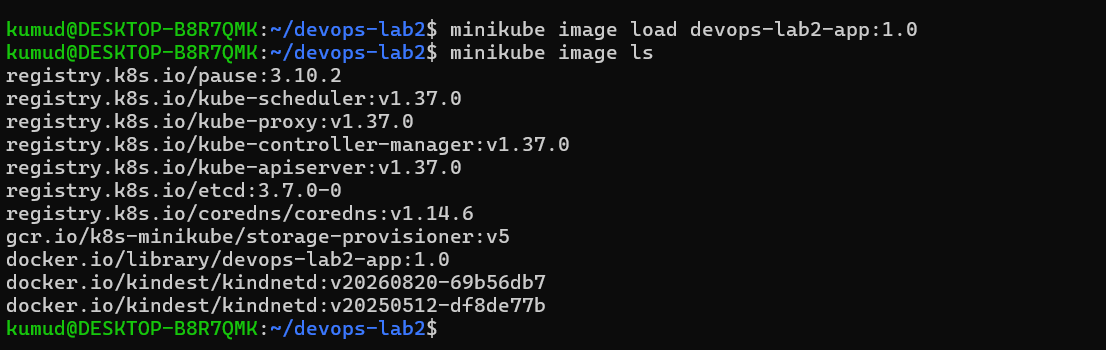 kumud@DESKTOP-B8R7QMK:~/devops-lab2$ minikube image load devops-lab2-app:1.0
kumud@DESKTOP-B8R7QMK:~/devops-lab2$ minikube image ls
registry.k8s.io/pause:3.10.2
registry.k8s.io/kube-scheduler:v1.37.0
registry.k8s.io/kube-proxy:v1.37.0
registry.k8s.io/kube-controller-manager:v1.37.0
registry.k8s.io/kube-apiserver:v1.37.0
registry.k8s.io/etcd:3.7.0-0
registry.k8s.io/coredns/coredns:v1.14.6
gcr.io/k8s-minikube/storage-provisioner:v5
docker.io/library/devops-lab2-app:1.0
docker.io/kindest/kindnetd:v20260820-69b56db7
docker.io/kindest/kindnetd:v20250512-df8de77b
kumud@DESKTOP-B8R7QMK:~/devops-lab2$